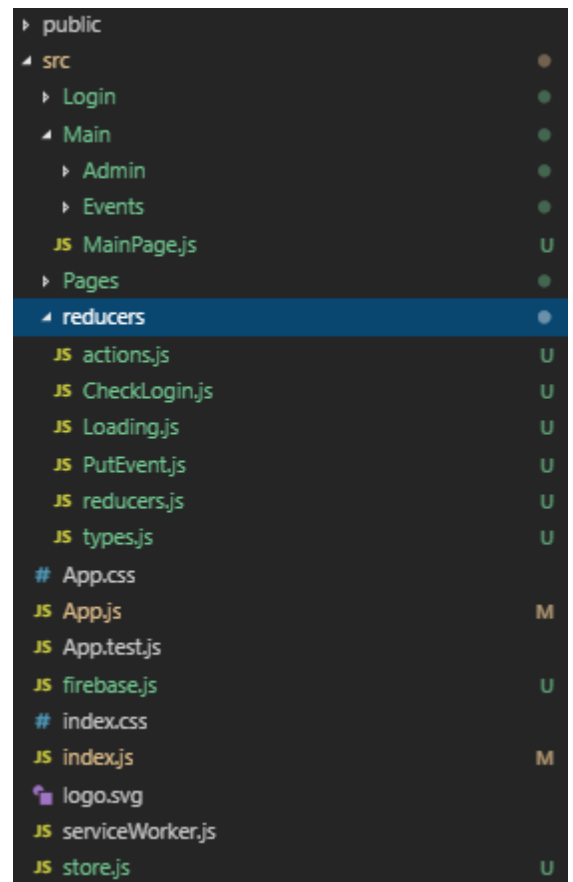 public
src
Login
Main
Admin
Events
JS MainPage.js U
Pages
reducers
JS actions.js U
JS CheckLogin.js U
JS Loading.js U
JS PutEvent.js U
JS reducers.js U
JS types.js U
# App.css
JS App.js M
JS App.test.js
JS firebase.js U
# index.css
JS index.js M
logo.svg
JS serviceWorker.js
JS store.js U